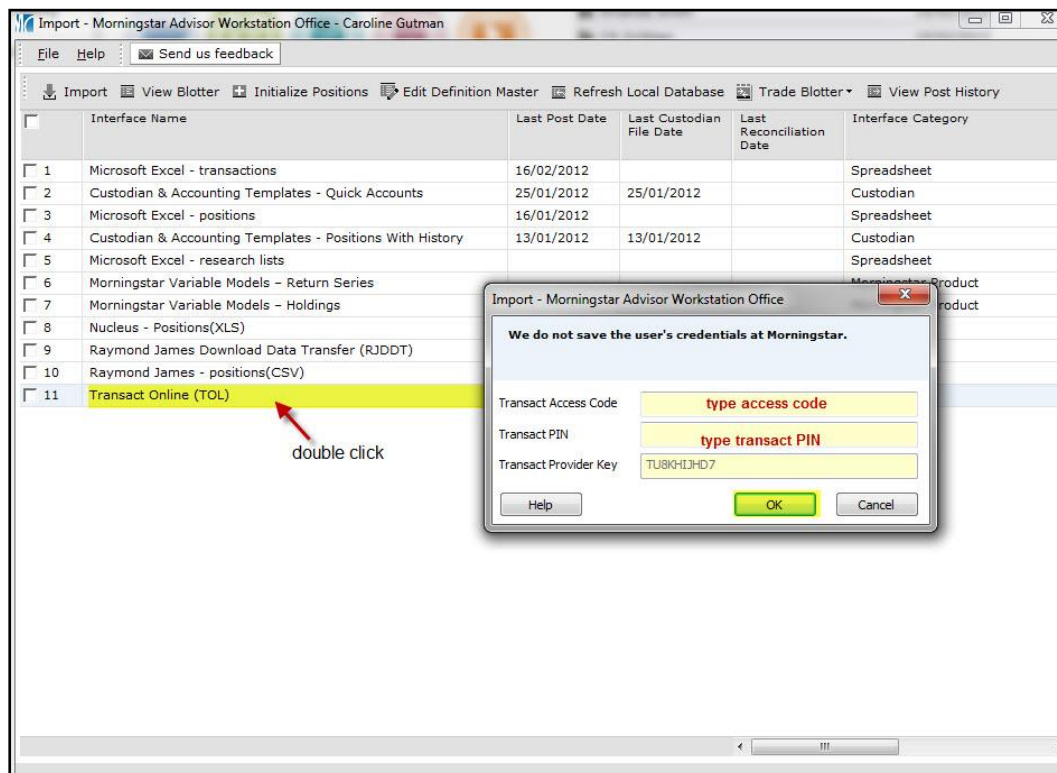 Import - Morningstar Advisor Workstation Office - Caroline Gutman
File Help Send us feedback
Import View Blotter Initialize Positions Edit Definition Master Refresh Local Database Trade Blotter View Post History
Interface Name Last Post Date Last Custodian File Date Last Reconciliation Date Interface Category
1 Microsoft Excel - transactions 16/02/2012 Spreadsheet
2 Custodian & Accounting Templates - Quick Accounts 25/01/2012 25/01/2012 Custodian
3 Microsoft Excel - positions 16/01/2012 Spreadsheet
4 Custodian & Accounting Templates - Positions With History 13/01/2012 13/01/2012 Custodian
5 Microsoft Excel - research lists Spreadsheet
6 Morningstar Variable Models – Return Series Morningstar Product
7 Morningstar Variable Models – Holdings roduct
8 Nucleus - Positions(XLS)
9 Raymond James Download Data Transfer (RJDDT)
10 Raymond James - positions(CSV)
11 Transact Online (TOL)
double click
Import - Morningstar Advisor Workstation Office
We do not save the user's credentials at Morningstar.
Transact Access Code type access code
Transact PIN type transact PIN
Transact Provider Key TU8KHIJHD7
Help OK Cancel